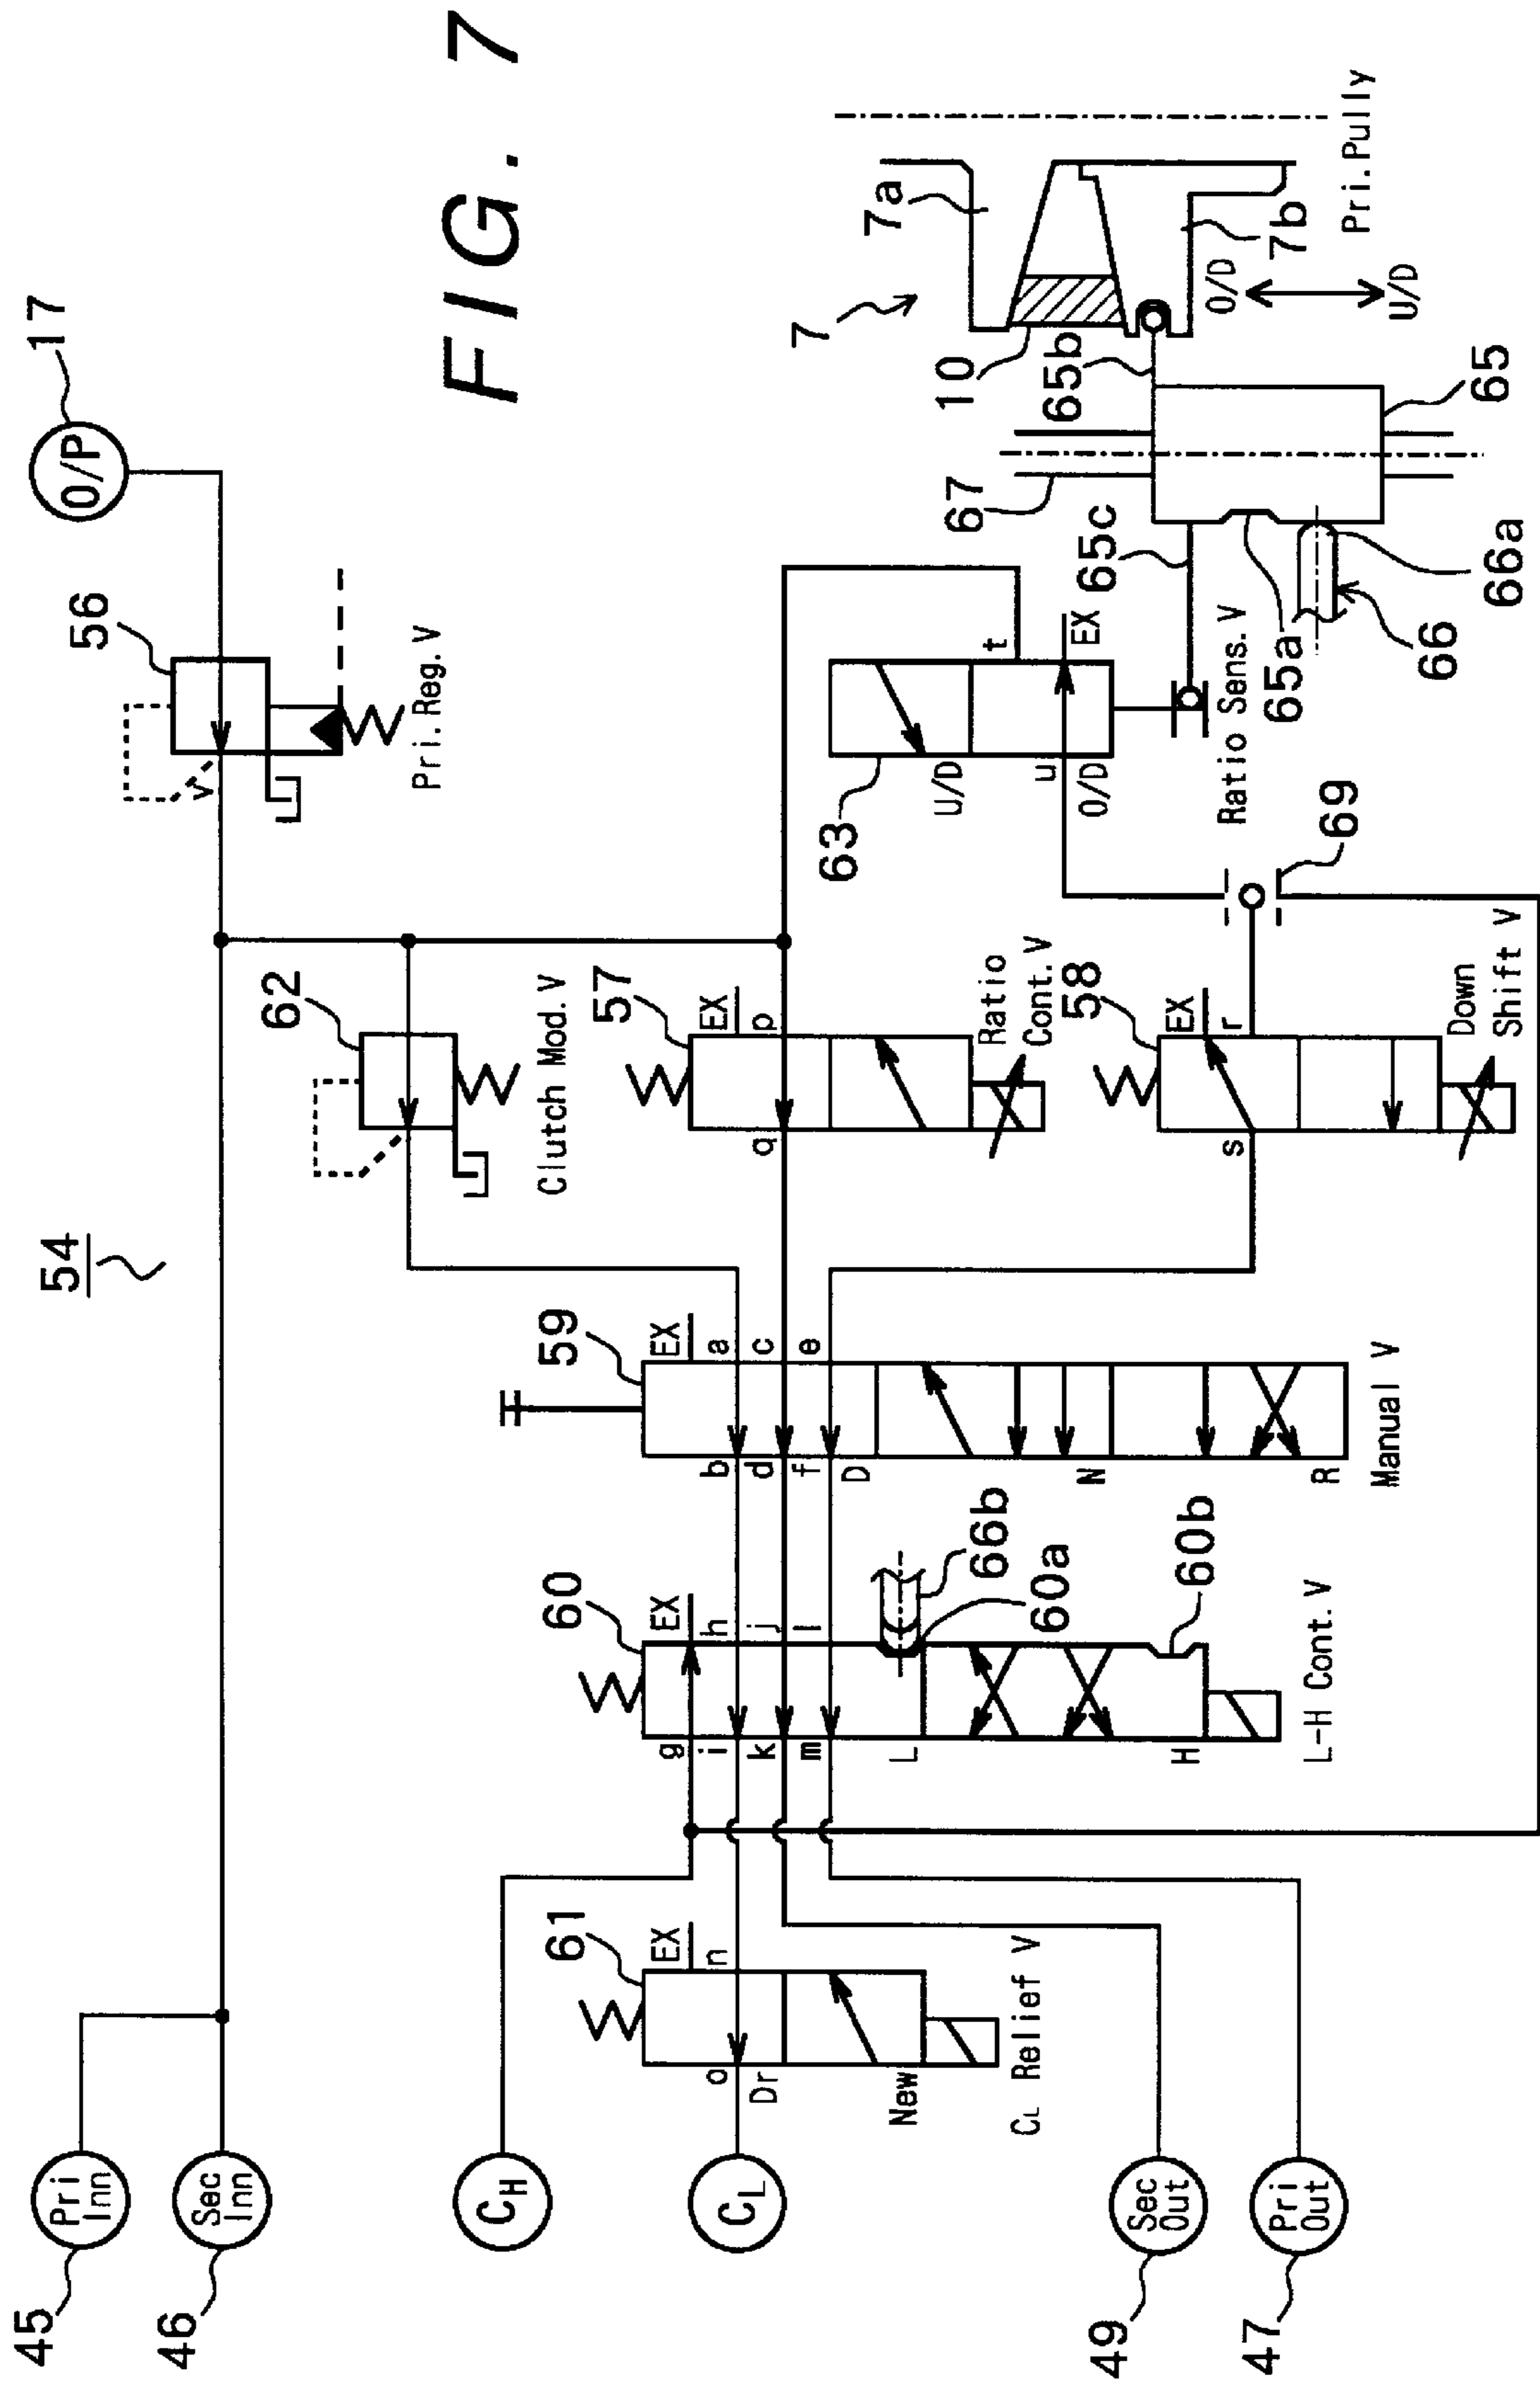 FIG. 7
54
45
Pri
Inn
46
Sec
Inn
17
O/P
56
v
Pri. Reg. V
62
Clutch Mod. V
CH
CL
61
EX
n
o
Dr
New
CL Relief V
60
EX
h
j
l
g
i
k
m
L
H
66b
60a
60b
L-H Cont. V
59
EX
a
c
e
b
d
f
D
N
R
Manual V
57
EX
p
q
Ratio
Cont. V
58
EX
r
s
Down
Shift V
63
U/D
t
u
EX
O/D
Ratio Sens. V
69
67
65c
65a
66
66a
65
65b
10
7
7a
7b
O/D
U/D
Pri. Pully
49
Sec
Out
47
Pri
Out